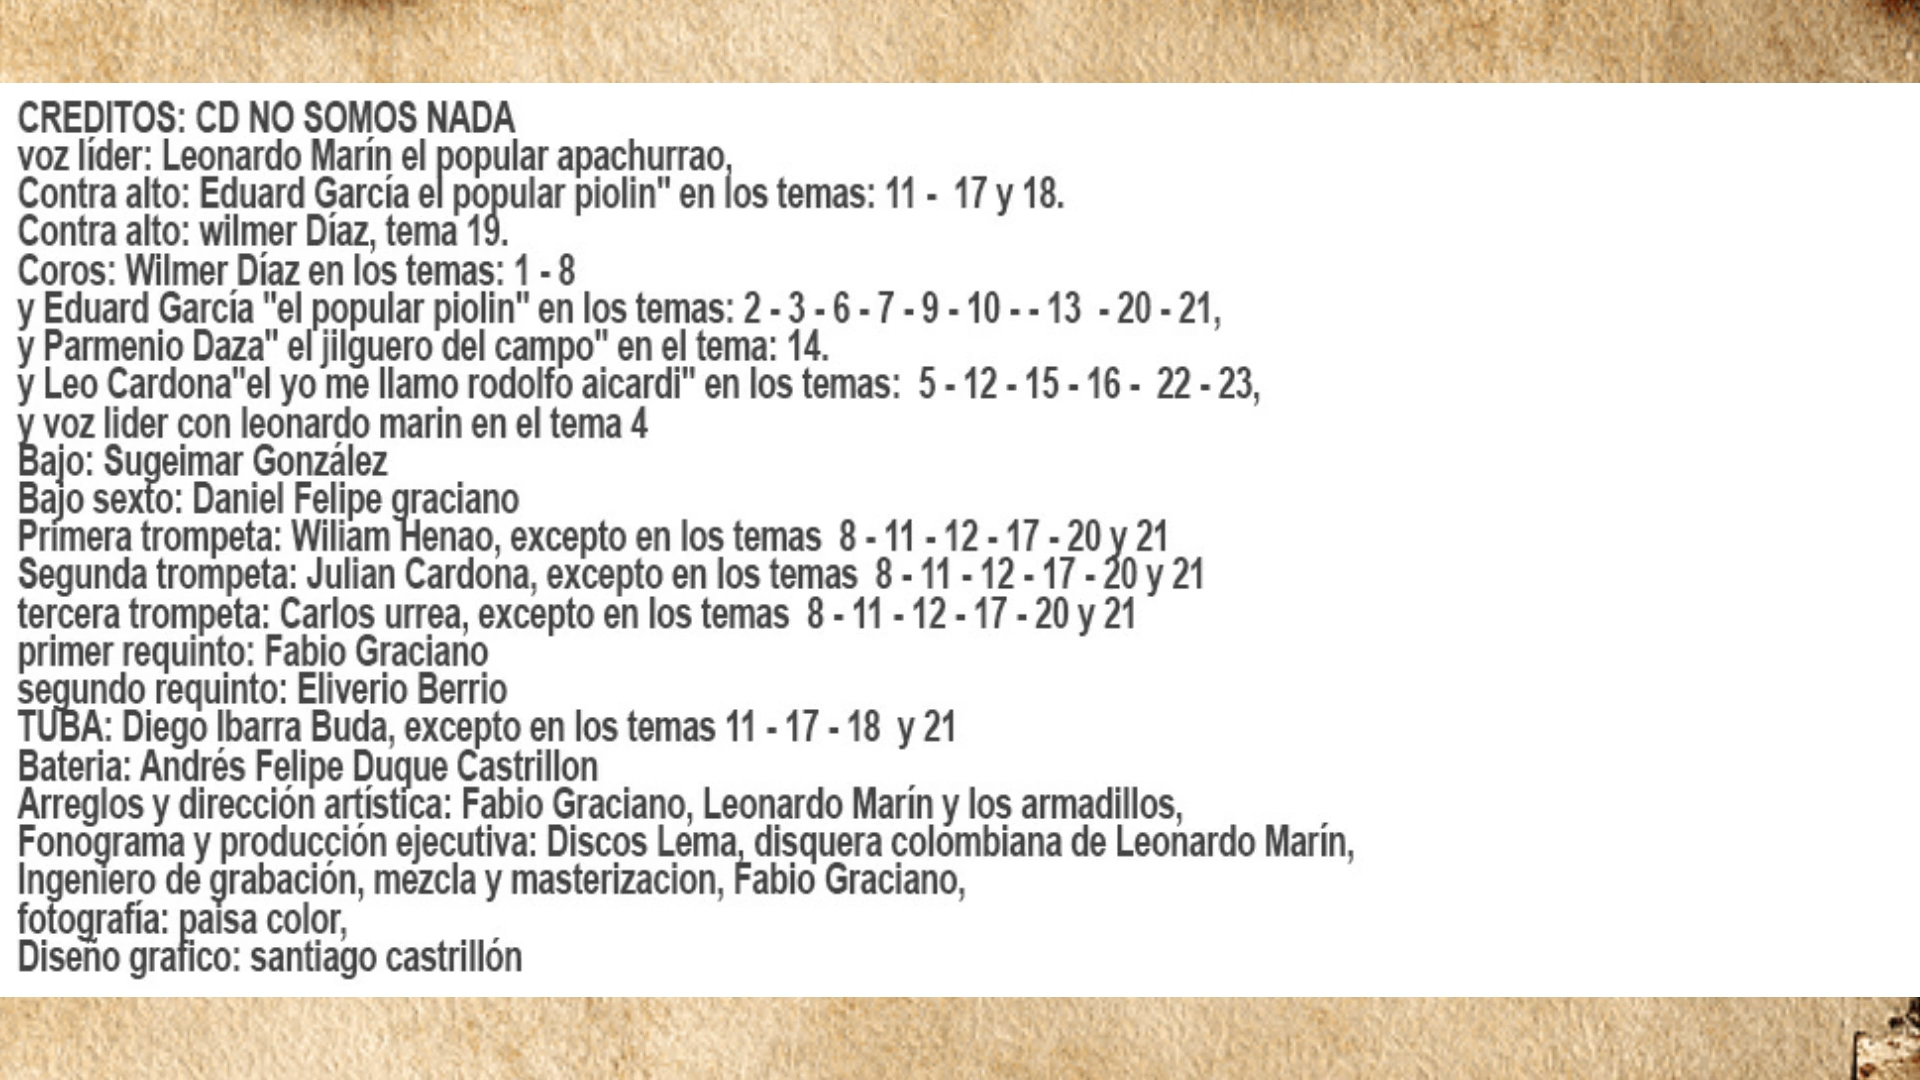 CREDITOS: CD NO SOMOS NADA
voz líder: Leonardo Marín el popular apachurrao,
Contra alto: Eduard García el popular piolin" en los temas: 11 -  17 y 18.
Contra alto: wilmer Díaz, tema 19.
Coros: Wilmer Díaz en los temas: 1 - 8
y Eduard García "el popular piolin" en los temas: 2 - 3 - 6 - 7 - 9 - 10 - - 13  - 20 - 21,
y Parmenio Daza" el jilguero del campo" en el tema: 14.
y Leo Cardona"el yo me llamo rodolfo aicardi" en los temas:  5 - 12 - 15 - 16 -  22 - 23,
y voz lider con leonardo marin en el tema 4
Bajo: Sugeimar González
Bajo sexto: Daniel Felipe graciano
Primera trompeta: Wiliam Henao, excepto en los temas  8 - 11 - 12 - 17 - 20 y 21
Segunda trompeta: Julian Cardona, excepto en los temas  8 - 11 - 12 - 17 - 20 y 21
tercera trompeta: Carlos urrea, excepto en los temas  8 - 11 - 12 - 17 - 20 y 21
primer requinto: Fabio Graciano
segundo requinto: Eliverio Berrio
TUBA: Diego Ibarra Buda, excepto en los temas 11 - 17 - 18  y 21
Bateria: Andrés Felipe Duque Castrillon
Arreglos y dirección artística: Fabio Graciano, Leonardo Marín y los armadillos,
Fonograma y producción ejecutiva: Discos Lema, disquera colombiana de Leonardo Marín,
Ingeniero de grabación, mezcla y masterizacion, Fabio Graciano,
fotografía: paisa color,
Diseño grafico: santiago castrillón